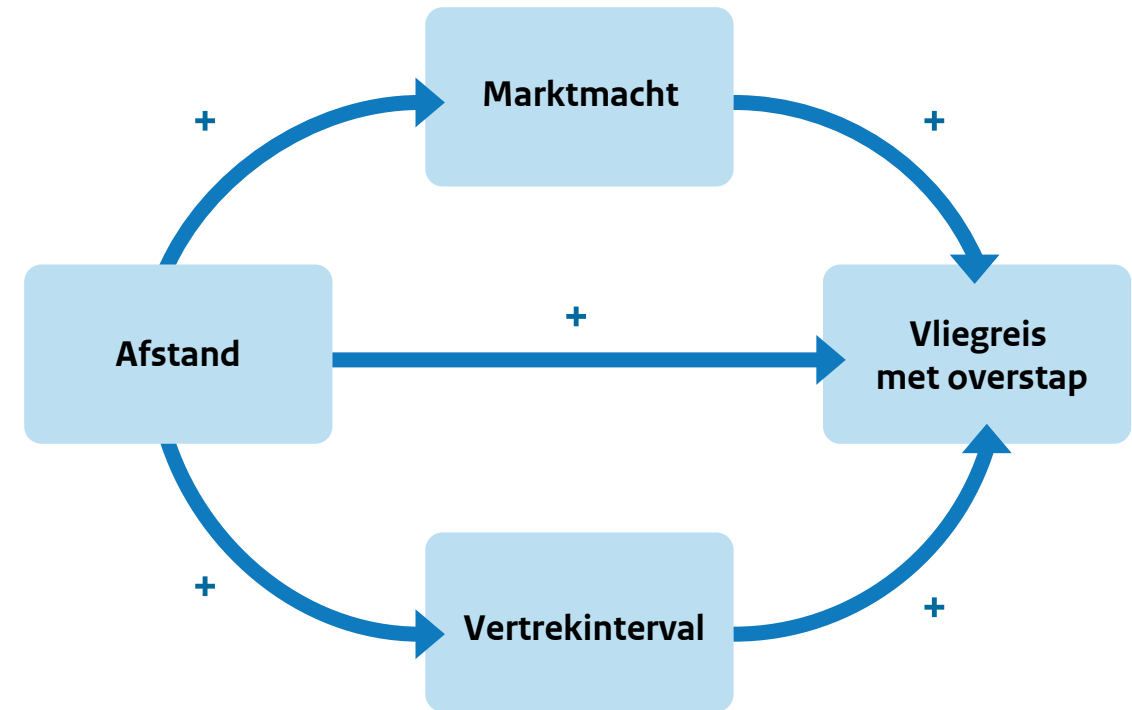 Marktmacht
+
+
Afstand
+
Vliegreis
met overstap
+
+
Vertrekinterval